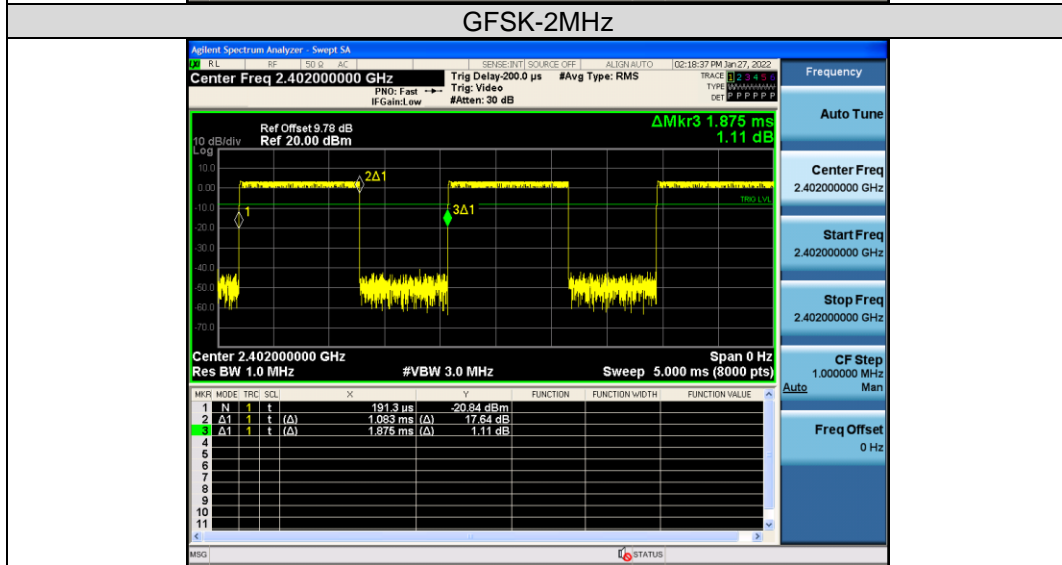 GFSK-2MHz
Agilent Spectrum Analyzer - Swept SA
RL RF 50 Ω AC SENSE:INT SOURCE OFF ALIGN AUTO 02:18:37 PM Jan 27, 2022
Center Freq 2.402000000 GHz Trig Delay-200.0 µs #Avg Type: RMS TRACE 1 2 3 4 5 6
PNO: Fast Trig: Video TYPE
IFGain:Low #Atten: 30 dB DET P P P P P P
Frequency
Auto Tune
Center Freq
2.402000000 GHz
Start Freq
2.402000000 GHz
Stop Freq
2.402000000 GHz
CF Step
1.000000 MHz
Auto Man
Freq Offset
0 Hz
Ref Offset 9.78 dB ΔMkr3 1.875 ms
10 dB/div Ref 20.00 dBm 1.11 dB
Log
10.0
0.00
-10.0
-20.0
-30.0
-40.0
-50.0
-60.0
-70.0
2Δ1
1
3Δ1
TRIG LVL
Center 2.402000000 GHz Span 0 Hz
Res BW 1.0 MHz #VBW 3.0 MHz Sweep 5.000 ms (8000 pts)
MKR MODE TRC SCL X Y FUNCTION FUNCTION WIDTH FUNCTION VALUE
1 N 1 t 191.3 µs -20.84 dBm
2 Δ1 1 t (Δ) 1.083 ms (Δ) 17.64 dB
3 Δ1 1 t (Δ) 1.875 ms (Δ) 1.11 dB
4
5
6
7
8
9
10
11
MSG STATUS